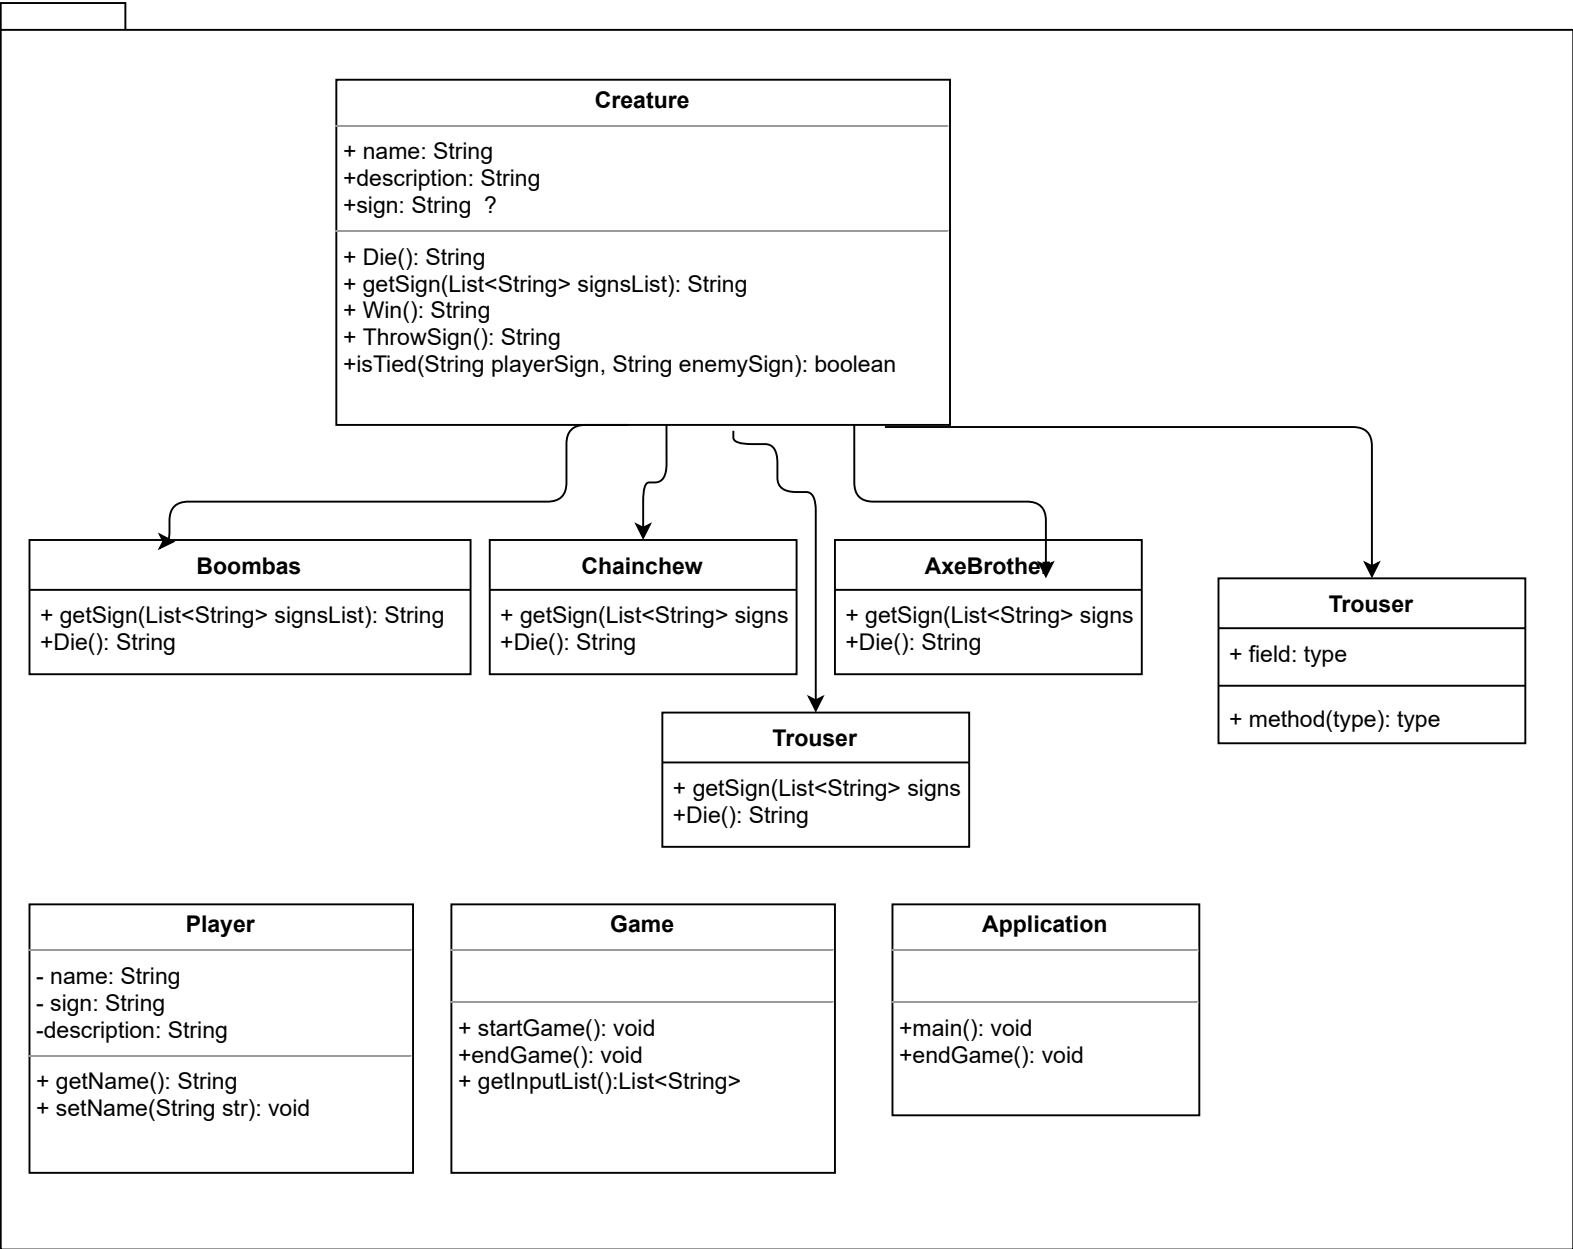 Creature
+ name: String
+description: String
+sign: String  ?
+ Die(): String
+ getSign(List<String> signsList): String
+ Win(): String
+ ThrowSign(): String
+isTied(String playerSign, String enemySign): boolean
Boombas
+ getSign(List<String> signsList): String
+Die(): String
Chainchew
+ getSign(List<String> signs
+Die(): String
AxeBrothe
+ getSign(List<String> signs
+Die(): String
Trouser
+ field: type
+ method(type): type
Trouser
+ getSign(List<String> signs
+Die(): String
Player
- name: String
- sign: String
-description: String
+ getName(): String
+ setName(String str): void
Game
+ startGame(): void
+endGame(): void
+ getInputList():List<String>
Application
+main(): void
+endGame(): void